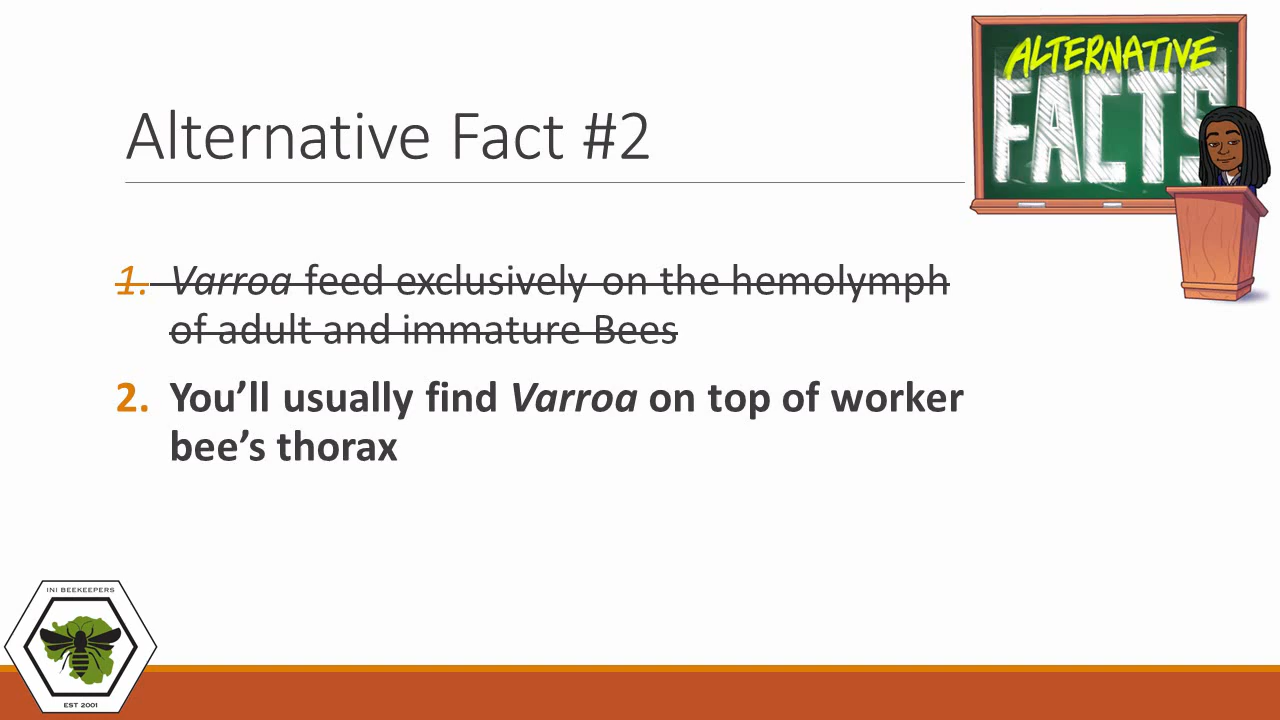 Alternative Fact #2
ALTERNATIVE
FACTS
1. Varroa feed exclusively on the hemolymph
of adult and immature Bees
2. You’ll usually find Varroa on top of worker
bee’s thorax
INI BEEKEEPERS
EST 2001